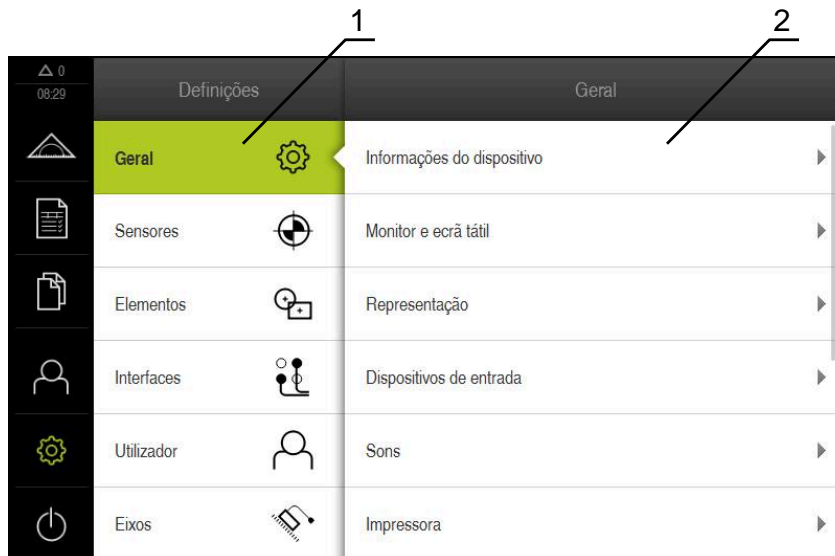 1 2
0
08:29
Definições Geral
Geral Informações do dispositivo
Sensores Monitor e ecrã tátil
Elementos Representação
Interfaces Dispositivos de entrada
Utilizador Sons
Eixos Impressora